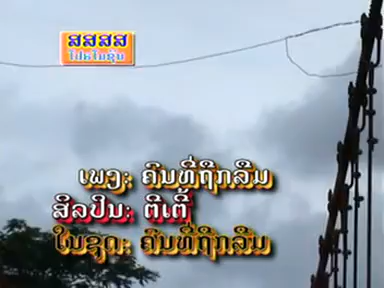 ສສສສ
ເພງ: ຄົນທີ່ຖືກລືມ
ສິລປິນ: ຕີເຕີ້
ໃນຊຸດ: ຄົນທີ່ຖືກລືມ